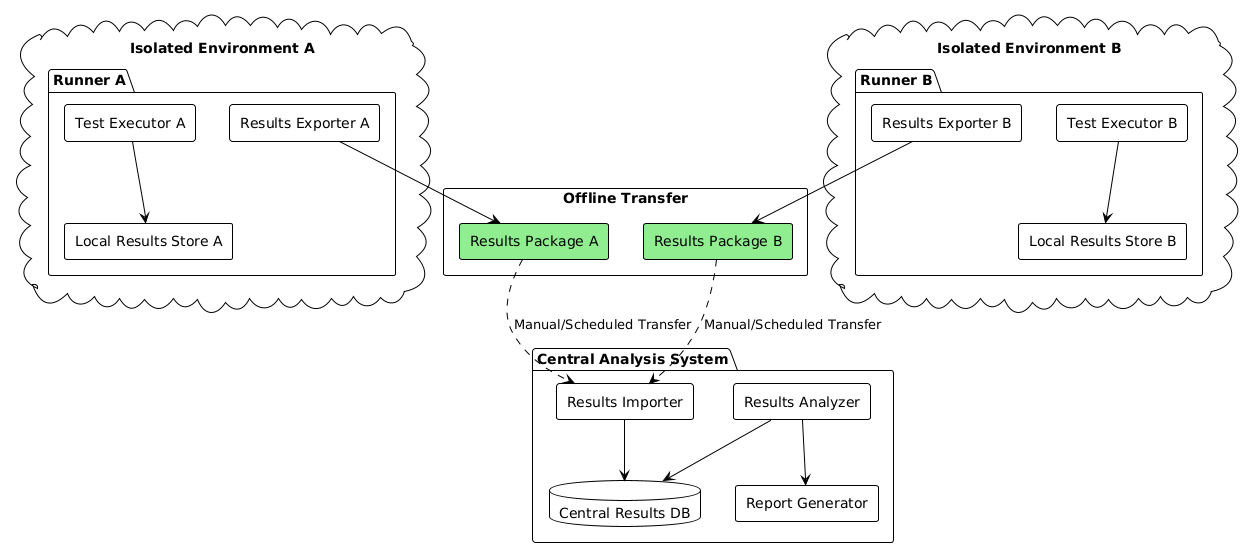 Isolated Environment A
Runner A
Test Executor A
Results Exporter A
Local Results Store A
Isolated Environment B
Runner B
Results Exporter B
Test Executor B
Local Results Store B
Offline Transfer
Results Package A
Results Package B
Manual/Scheduled Transfer
Manual/Scheduled Transfer
Central Analysis System
Results Importer
Results Analyzer
Central Results DB
Report Generator